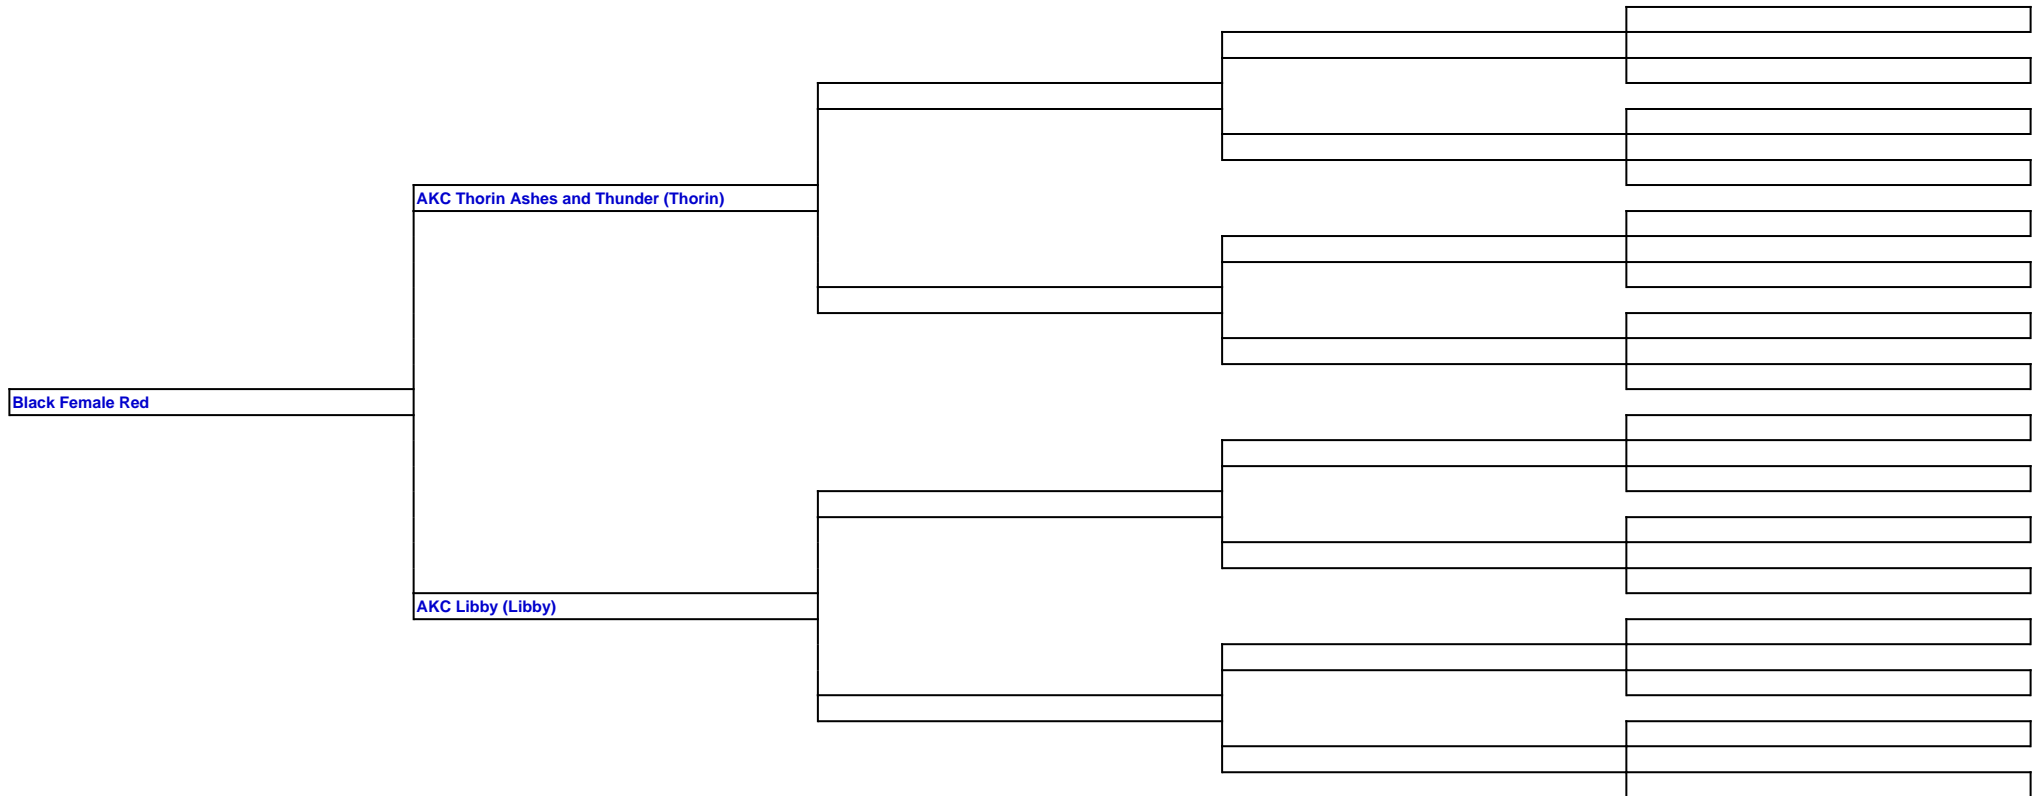 AKC Thorin Ashes and Thunder (Thorin)
Black Female Red
AKC Libby (Libby)